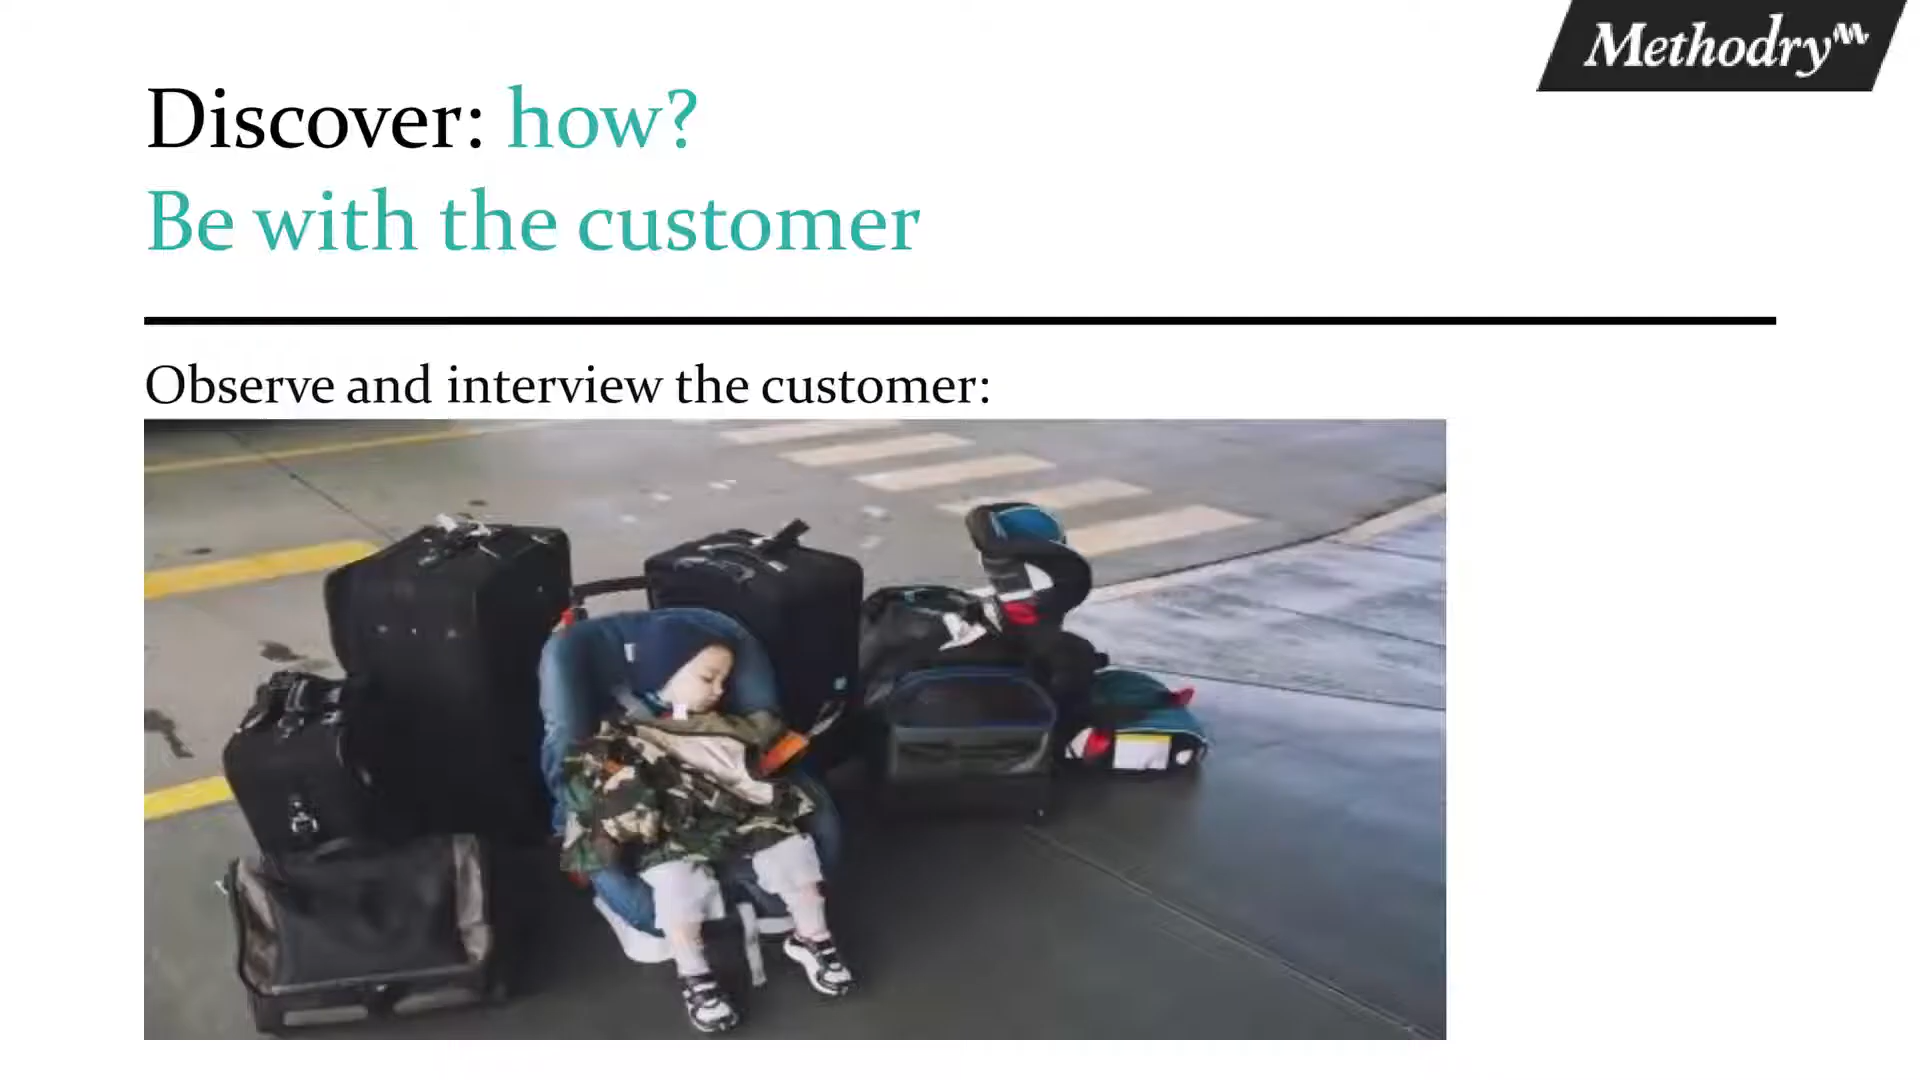 Methodry
Discover: how?
Be with the customer
Observe and interview the customer: